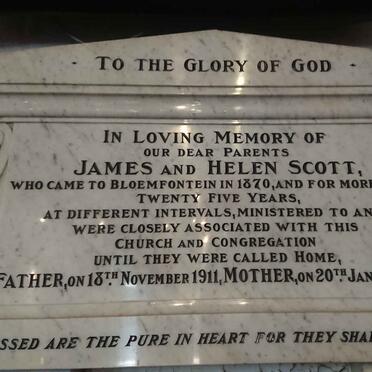 · TO THE GLORY OF GOD ·
IN LOVING MEMORY OF
OUR DEAR PARENTS
JAMES AND HELEN SCOTT,
WHO CAME TO BLOEMFONTEIN IN 1870, AND FOR MORE
TWENTY FIVE YEARS,
AT DIFFERENT INTERVALS, MINISTERED TO AN
WERE CLOSELY ASSOCIATED WITH THIS
CHURCH AND CONGREGATION
UNTIL THEY WERE CALLED HOME,
FATHER, ON 18TH NOVEMBER 1911, MOTHER, ON 20TH JAN
SSED ARE THE PURE IN HEART FOR THEY SHA